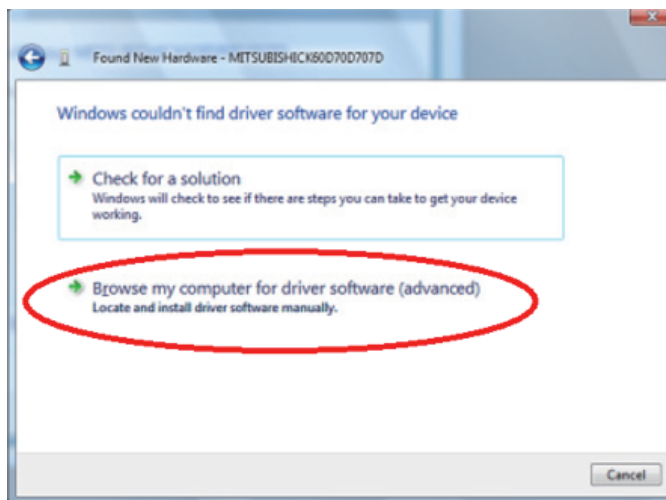 Found New Hardware - MITSUBISHICK60D70D707D
Windows couldn't find driver software for your device
Check for a solution
Windows will check to see if there are steps you can take to get your device
working.
Browse my computer for driver software (advanced)
Locate and install driver software manually.
Cancel